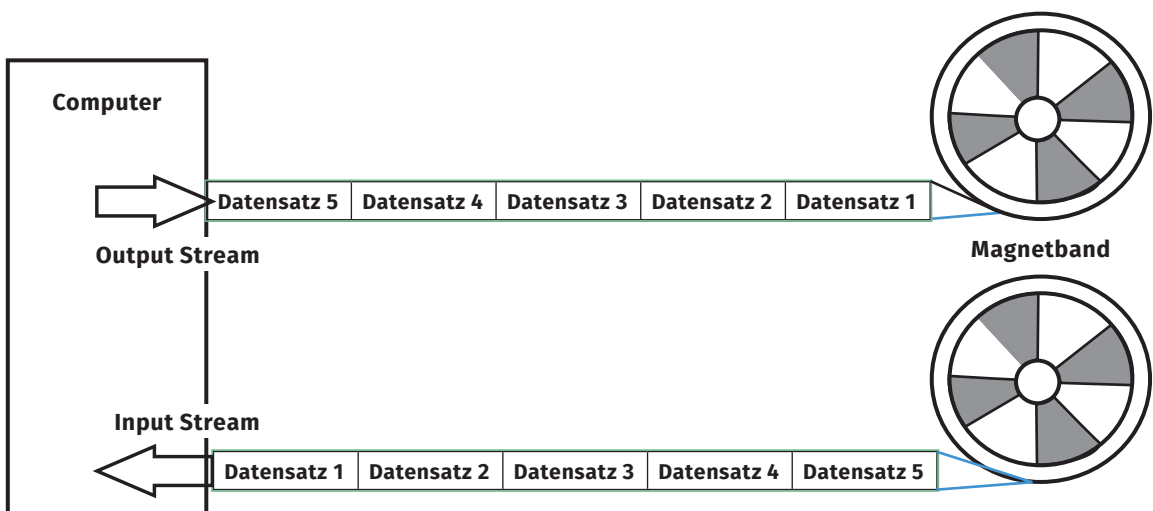 Computer
Datensatz 5 Datensatz 4 Datensatz 3 Datensatz 2 Datensatz 1
Output Stream
Magnetband
Input Stream
Datensatz 1 Datensatz 2 Datensatz 3 Datensatz 4 Datensatz 5